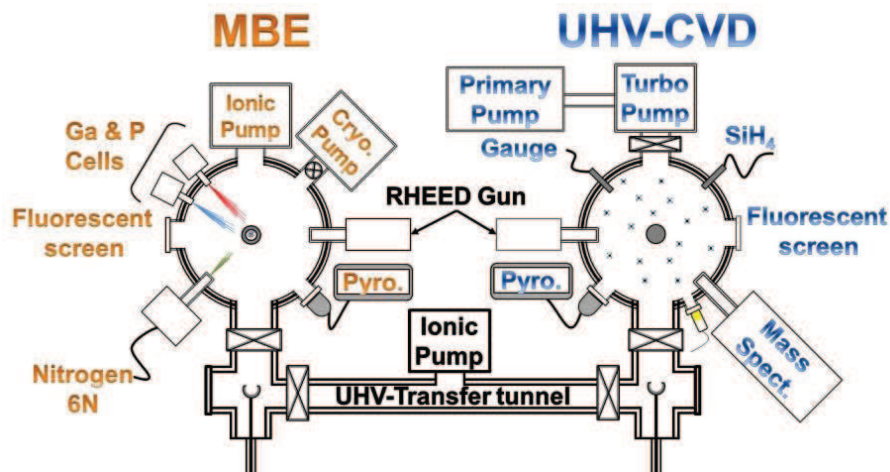 MBE
UHV-CVD
Ionic
Pump
Cryo.
Pump
Ga & P
Cells
Fluorescent
screen
Nitrogen
6N
RHEED Gun
Pyro.
Pyro.
Ionic
Pump
UHV-Transfer tunnel
Primary
Pump
Turbo
Pump
Gauge
SiH₄
Fluorescent
screen
Mass
Spect.